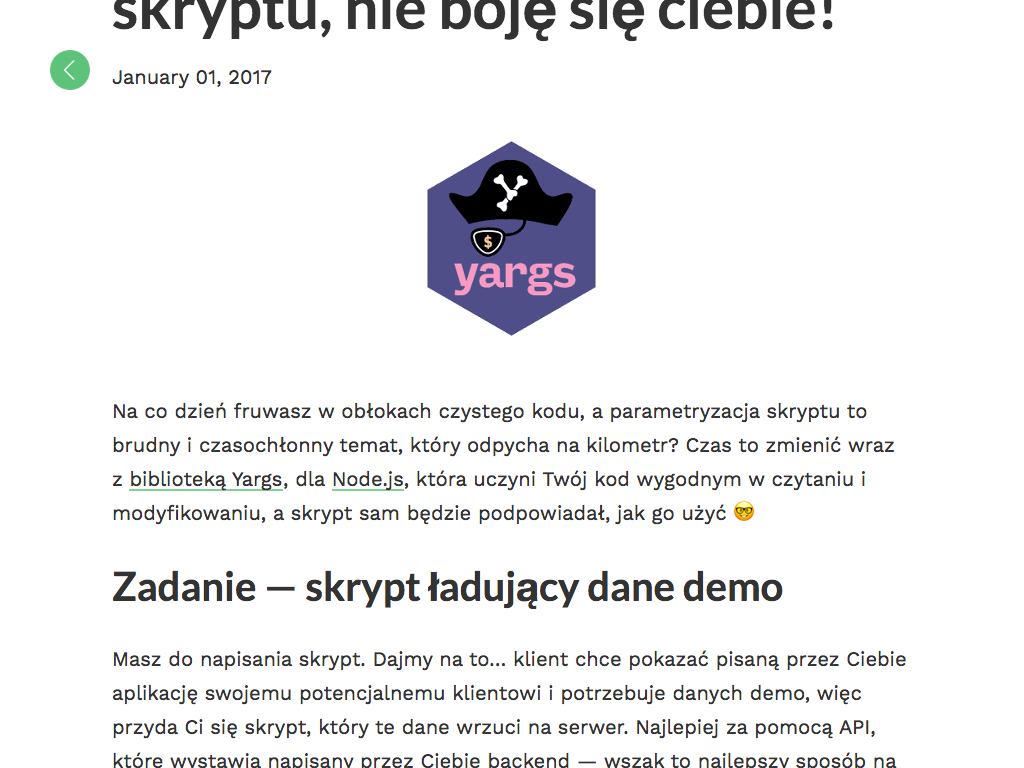 skryptu, nie boję się ciebie!
January 01, 2017
$
yargs
Na co dzień fruwasz w obłokach czystego kodu, a parametryzacja skryptu to
brudny i czasochłonny temat, który odpycha na kilometr? Czas to zmienić wraz
z biblioteką Yargs, dla Node.js, która uczyni Twój kod wygodnym w czytaniu i
modyfikowaniu, a skrypt sam będzie podpowiadał, jak go użyć 🤓
Zadanie — skrypt ładujący dane demo
Masz do napisania skrypt. Dajmy na to... klient chce pokazać pisaną przez Ciebie
aplikację swojemu potencjalnemu klientowi i potrzebuje danych demo, więc
przyda Ci się skrypt, który te dane wrzuci na serwer. Najlepiej za pomocą API,
które wystawia napisany przez Ciebie backend — wszak to najlepszy sposób na